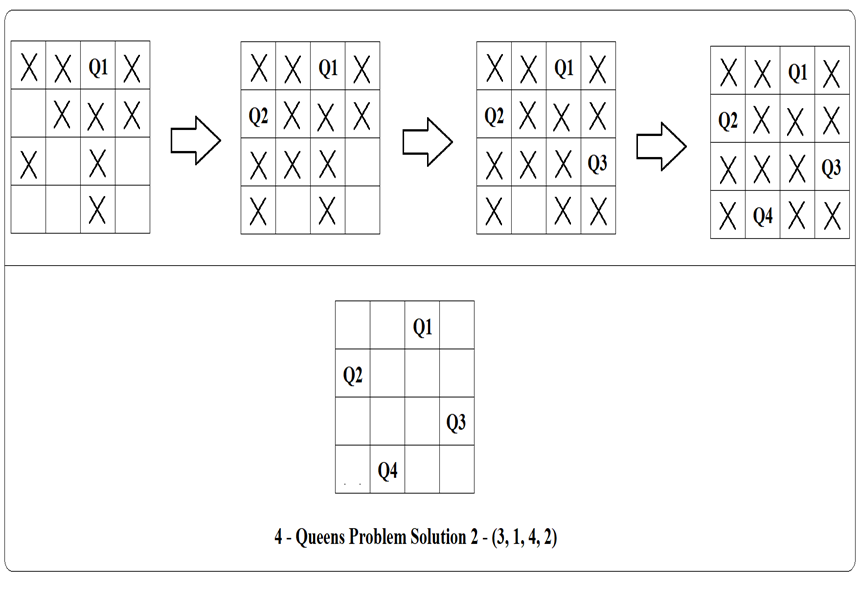 X X Q1 X
X X X
X X
X
X X Q1 X
Q2 X X X
X X X
X X
X X Q1 X
Q2 X X X
X X X Q3
X X X
X X Q1 X
Q2 X X X
X X X Q3
X Q4 X X
Q1
Q2
Q3
Q4
4 - Queens Problem Solution 2 - (3, 1, 4, 2)